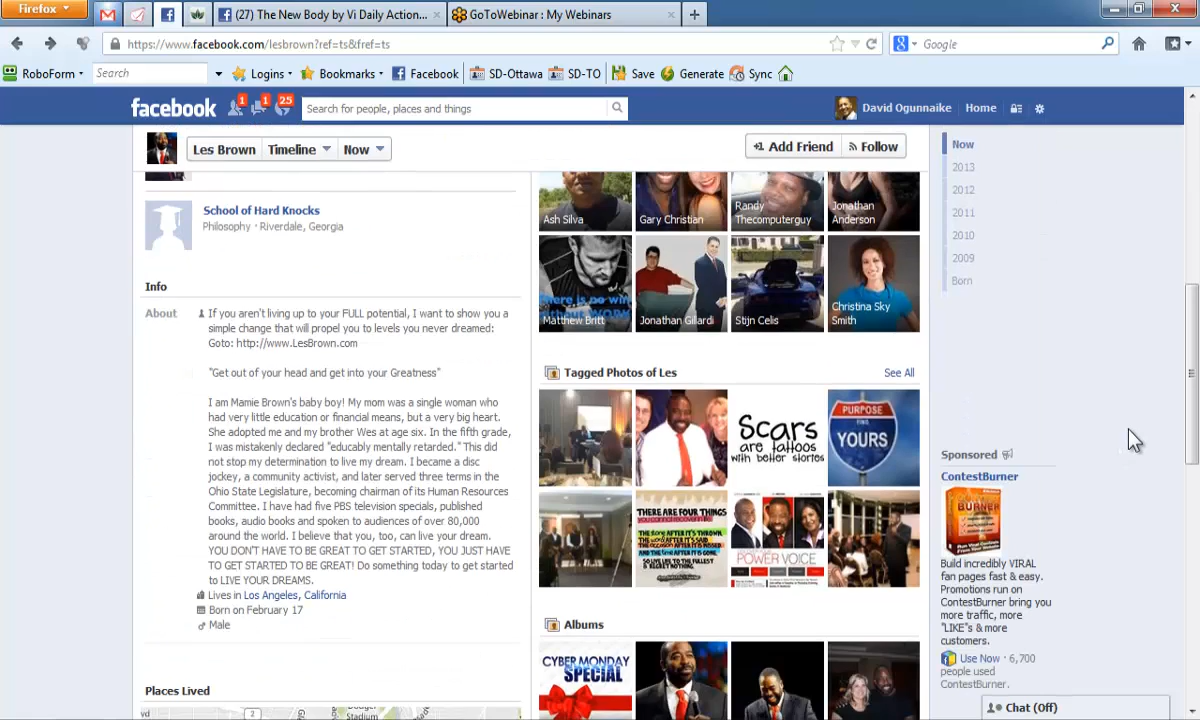 Firefox
(27) The New Body by Vi Daily Action...
GoToWebinar : My Webinars
https://www.facebook.com/lesbrown?ref=ts&fref=ts
Google
RoboForm
Search
Logins
Bookmarks
Facebook
SD-Ottawa
SD-TO
Save
Generate
Sync
facebook
1
1
25
Search for people, places and things
David Ogunnaike
Home
Les Brown
Timeline
Now
+1 Add Friend
Follow
Now
2013
2012
2011
2010
2009
Born
School of Hard Knocks
Philosophy · Riverdale, Georgia
Info
About
If you aren't living up to your FULL potential, I want to show you a
simple change that will propel you to levels you never dreamed:
Goto: http://www.LesBrown.com
"Get out of your head and get into your Greatness"
I am Mamie Brown's baby boy! My mom was a single woman who
had very little education or financial means, but a very big heart.
She adopted me and my brother Wes at age six. In the fifth grade,
I was mistakenly declared "educably mentally retarded." This did
not stop my determination to live my dream. I became a disc
jockey, a community activist, and later served three terms in the
Ohio State Legislature, becoming chairman of its Human Resources
Committee. I have had five PBS television specials, published
books, audio books and spoken to audiences of over 80,000
around the world. I believe that you, too, can live your dream.
YOU DON'T HAVE TO BE GREAT TO GET STARTED, YOU JUST HAVE
TO GET STARTED TO BE GREAT! Do something today to get started
to LIVE YOUR DREAMS.
Lives in Los Angeles, California
Born on February 17
Male
Places Lived
2
Dodger
Stadium
Ash Silva
Gary Christian
Randy
Thecomputerguy
Jonathan
Anderson
Matthew Britt
Jonathan Gilardi
Stijn Celis
Christina Sky
Smith
Tagged Photos of Les
See All
Scars
are tattoos
with better stories
PURPOSE
YOURS
THERE ARE FOUR THINGS
POWER VOICE
Albums
CYBER MONDAY
SPECIAL
Sponsored
ContestBurner
BURNER
Build incredibly VIRAL
fan pages fast & easy.
Promotions run on
ContestBurner bring you
more traffic, more
"LIKE"s & more
customers.
Use Now · 6,700
people used
ContestBurner.
Chat (Off)